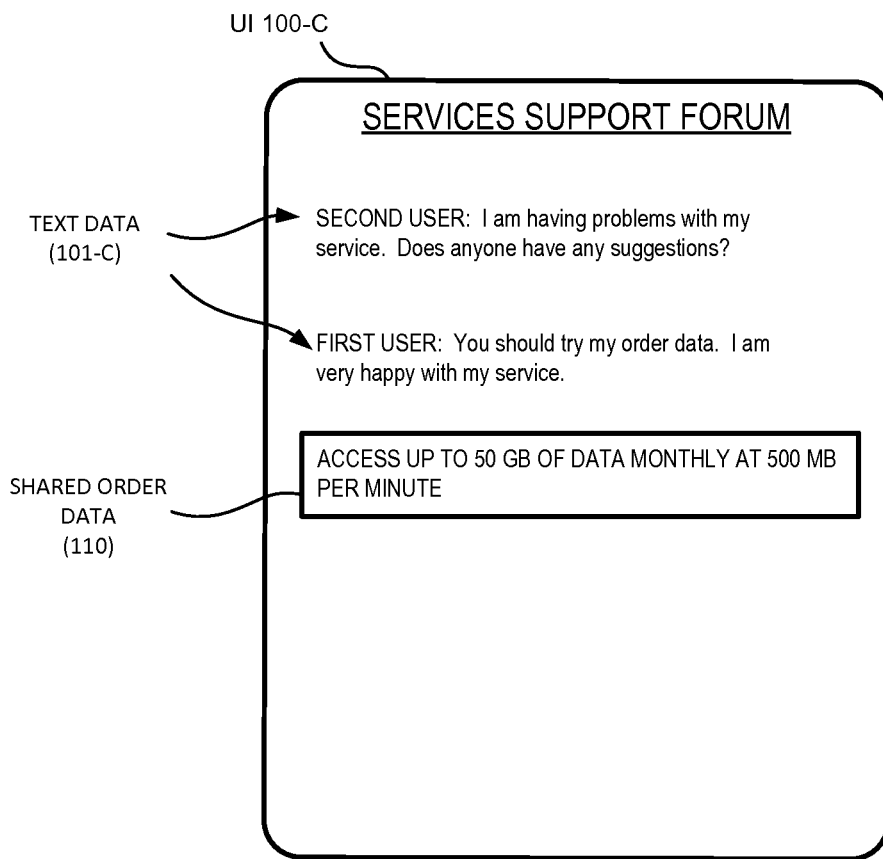 UI 100-C
SERVICES SUPPORT FORUM
TEXT DATA
(101-C)
SECOND USER: I am having problems with my
service. Does anyone have any suggestions?
FIRST USER: You should try my order data. I am
very happy with my service.
SHARED ORDER
DATA
(110)
ACCESS UP TO 50 GB OF DATA MONTHLY AT 500 MB
PER MINUTE